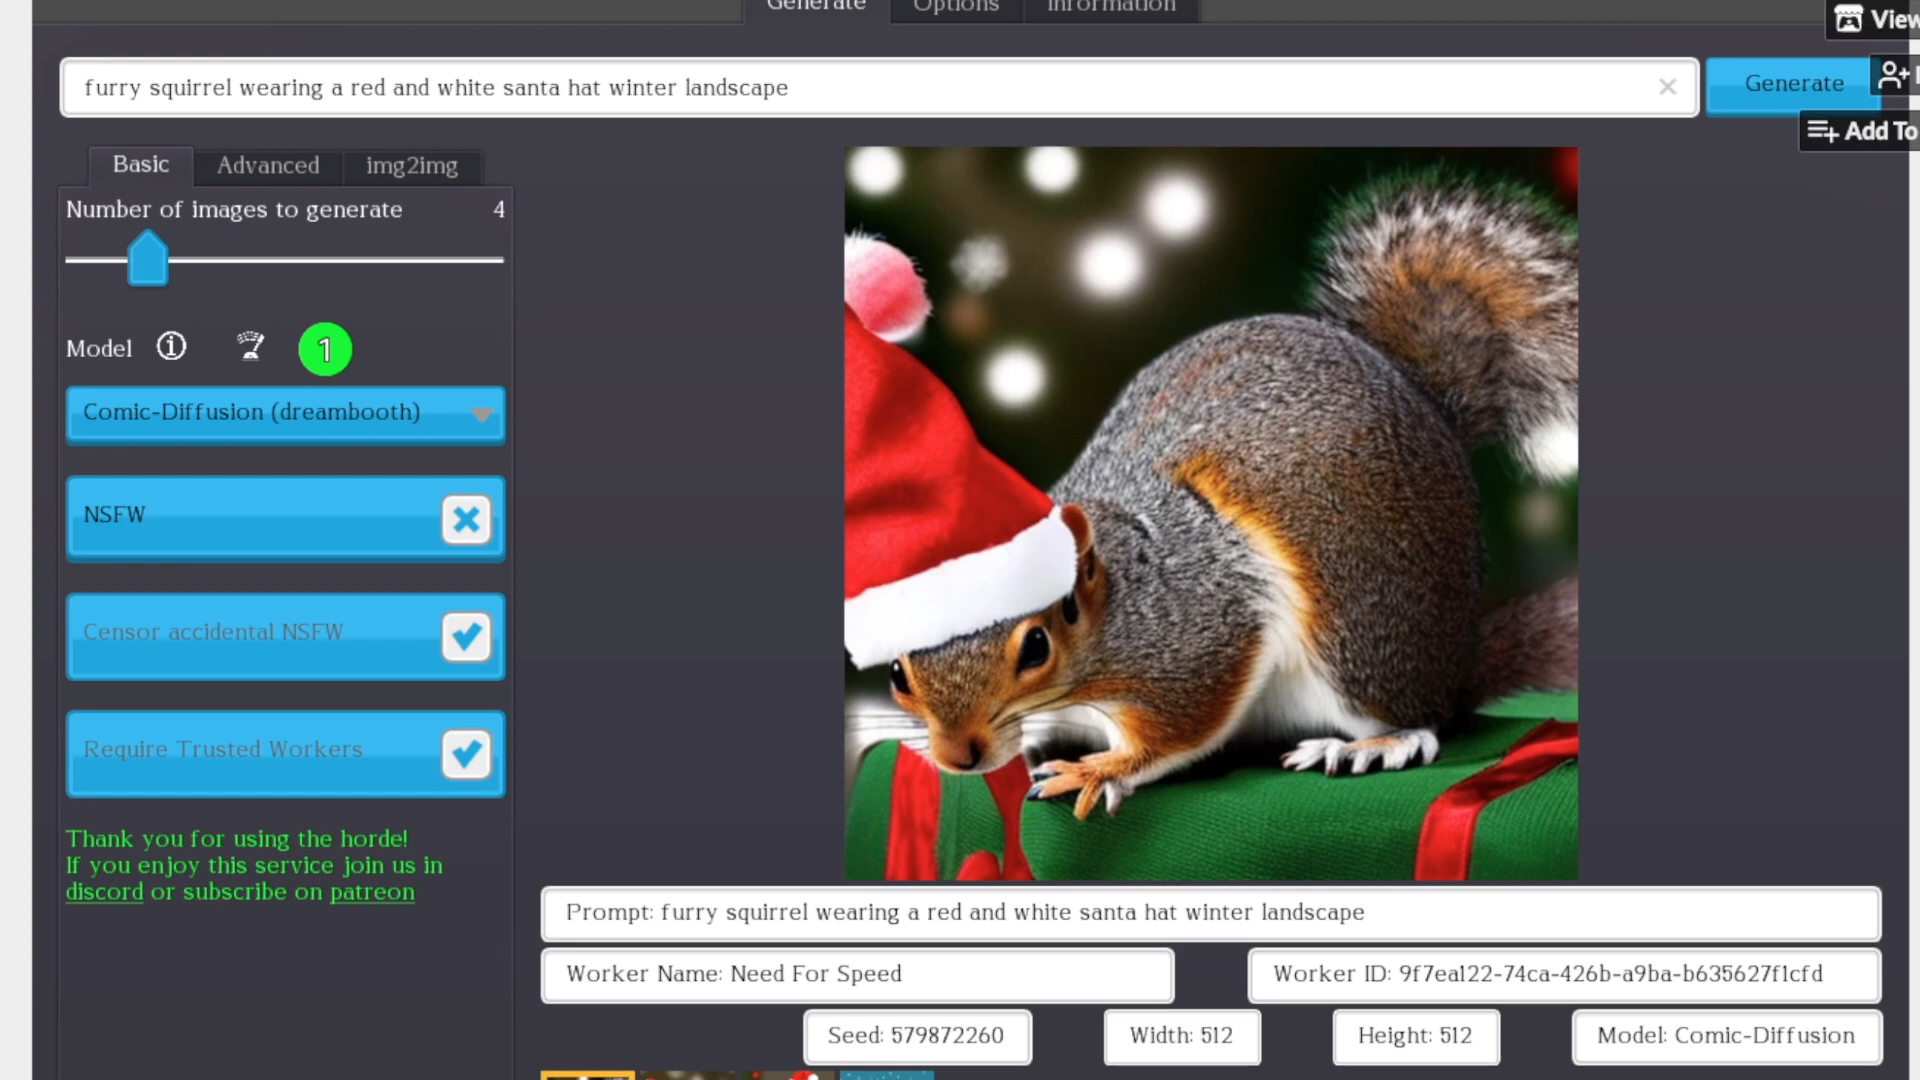 Generate Options Information
View
furry squirrel wearing a red and white santa hat winter landscape
Generate
Add To
Basic Advanced img2img
Number of images to generate 4
Model 1
Comic-Diffusion (dreambooth)
NSFW
Censor accidental NSFW
Require Trusted Workers
Thank you for using the horde!
If you enjoy this service join us in
discord or subscribe on patreon
Prompt: furry squirrel wearing a red and white santa hat winter landscape
Worker Name: Need For Speed Worker ID: 9f7ea122-74ca-426b-a9ba-b635627f1cfd
Seed: 579872260 Width: 512 Height: 512 Model: Comic-Diffusion